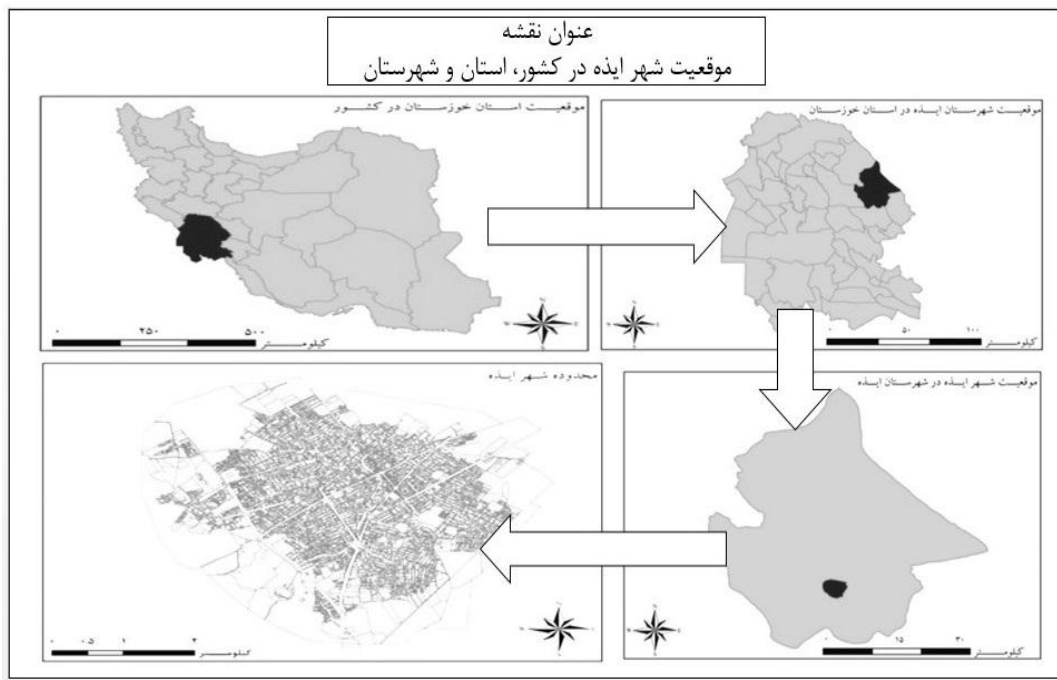 عنوان نقشه
موقعیت شهر ایذه در کشور، استان و شهرستان
موقعیت استان خوزستان در کشور
۰ ۲۵۰ ۵۰۰
کیلومتر
موقعیت شهرستان ایذه در استان خوزستان
۰ ۵۰ ۱۰۰
کیلومتر
موقعیت شهر ایذه در شهرستان ایذه
۰ ۱۵ ۳۰
کیلومتر
محدوده شهر ایذه
۰ ۰.۵ ۱ ۲
کیلومتر